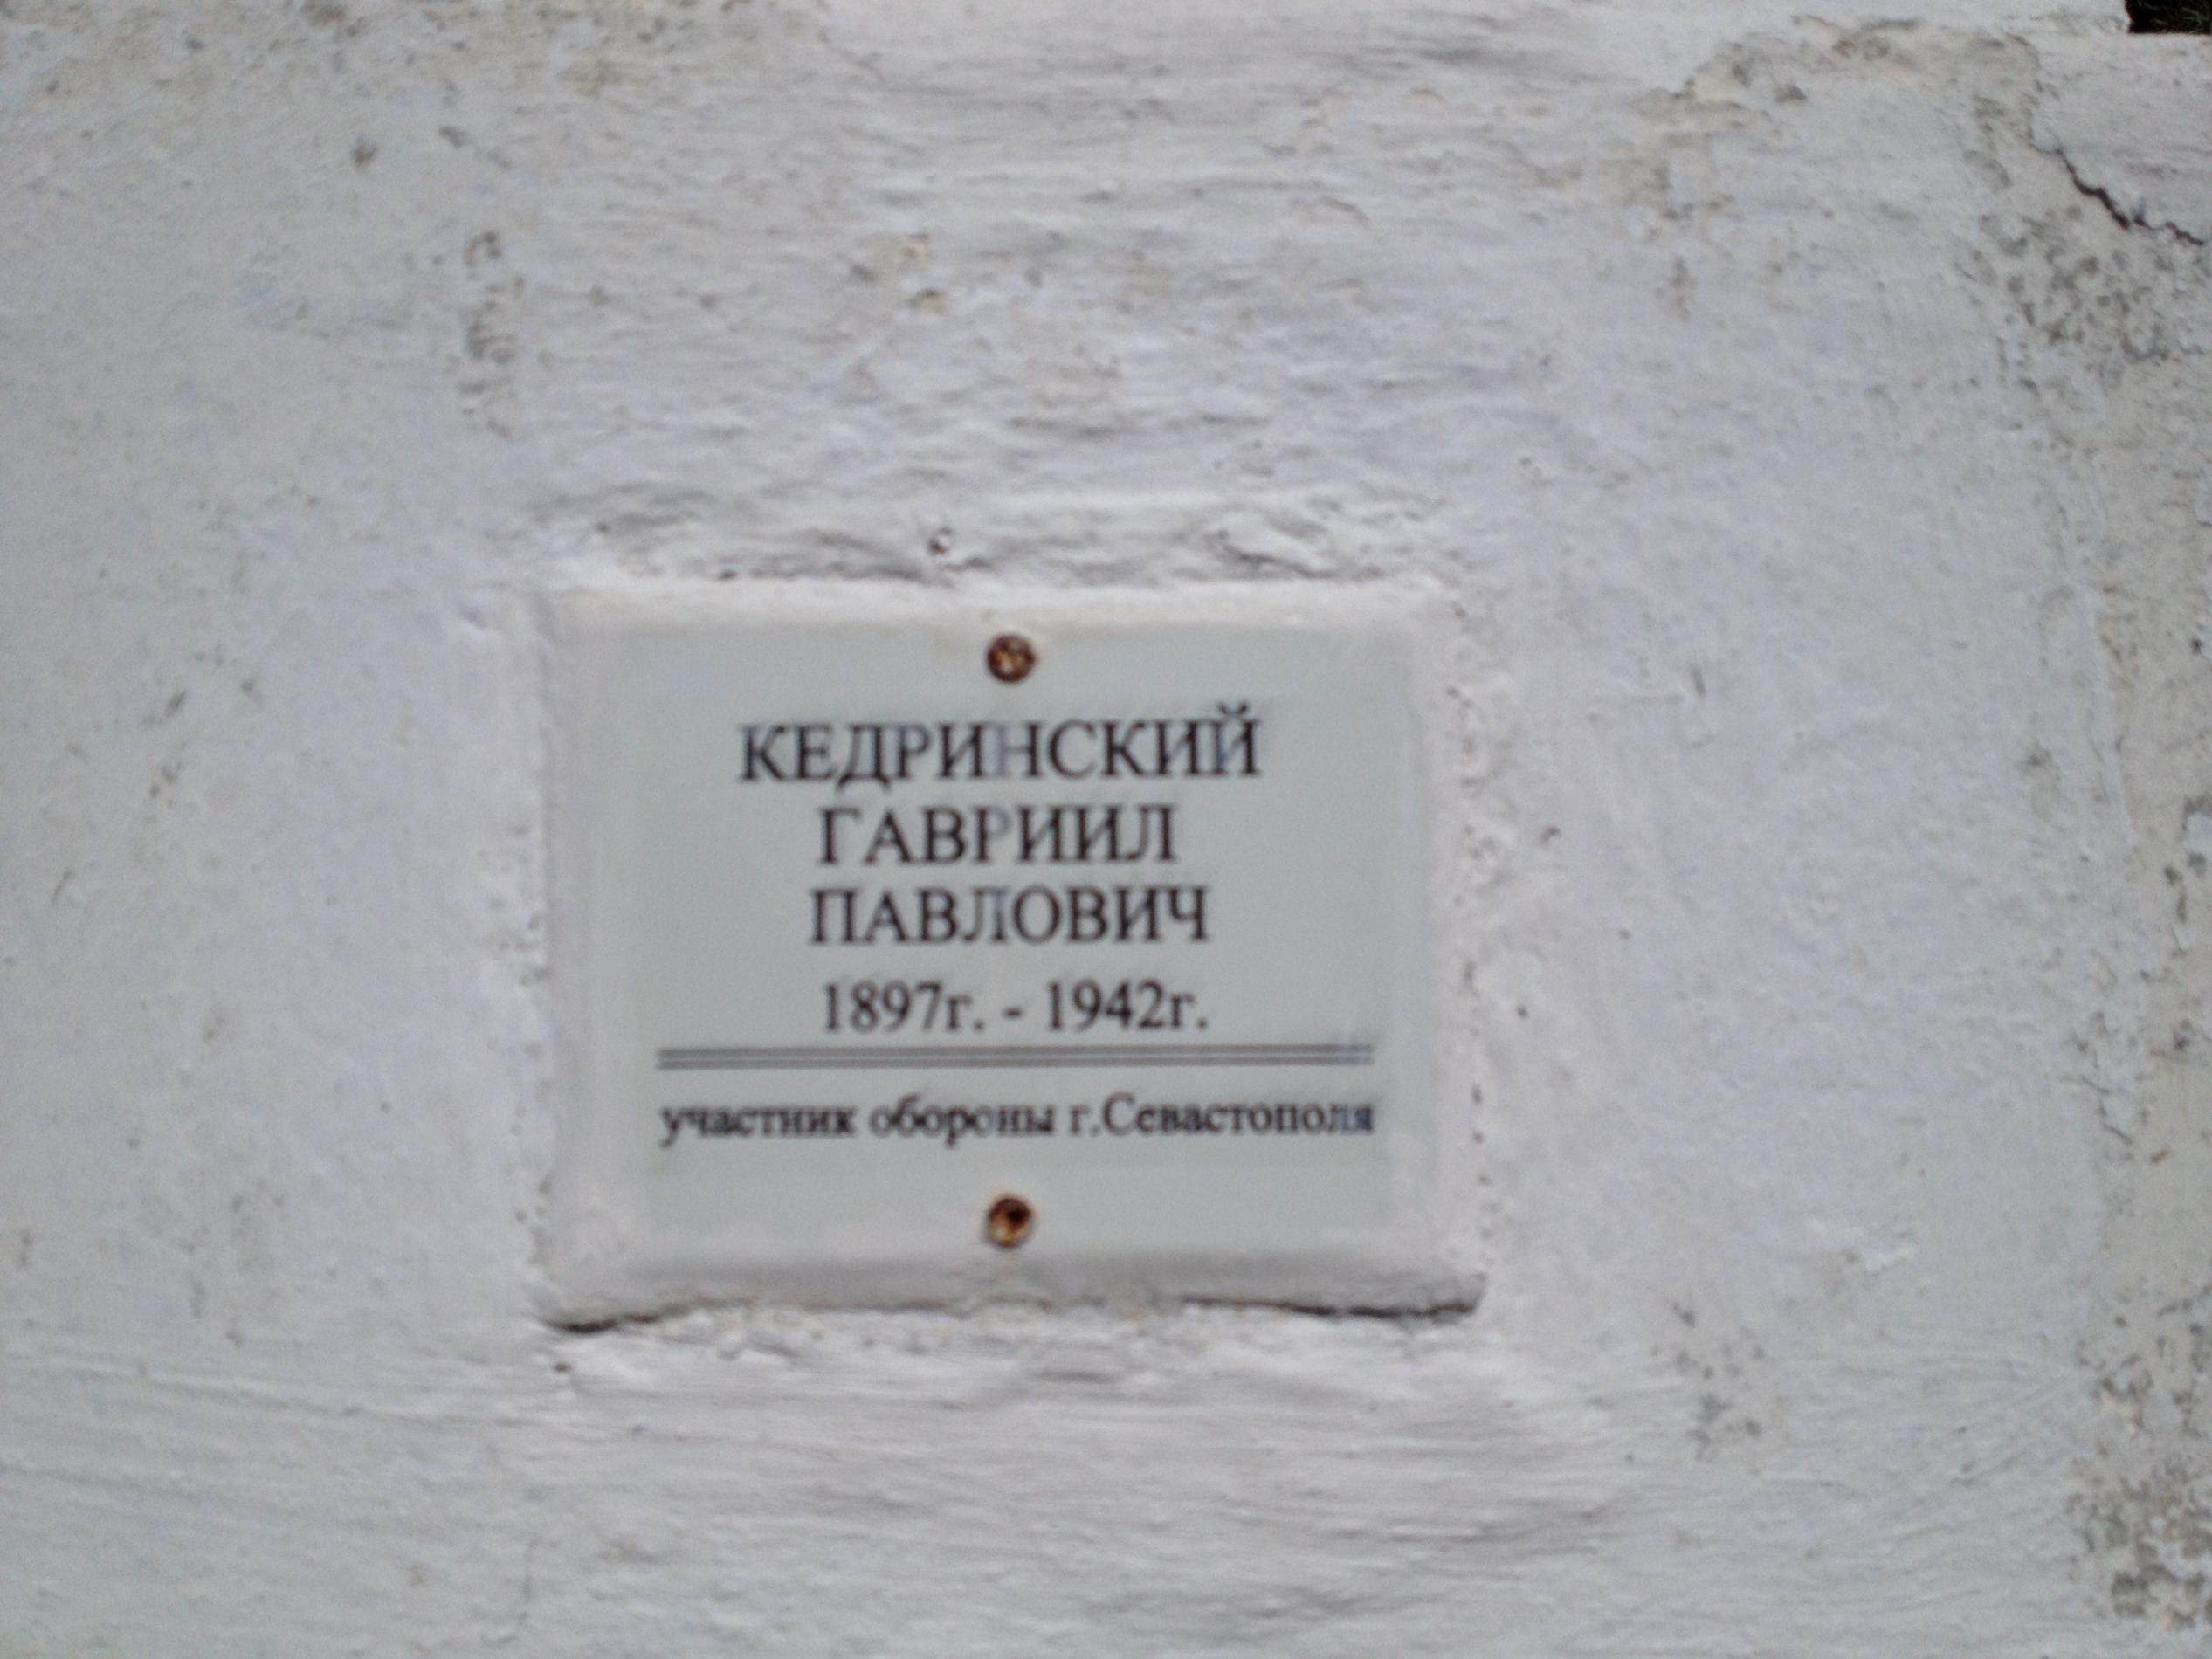 КЕДРИНСКИЙ
ГАВРИИЛ
ПАВЛОВИЧ
1897г. - 1942г.
участник обороны г.Севастополя